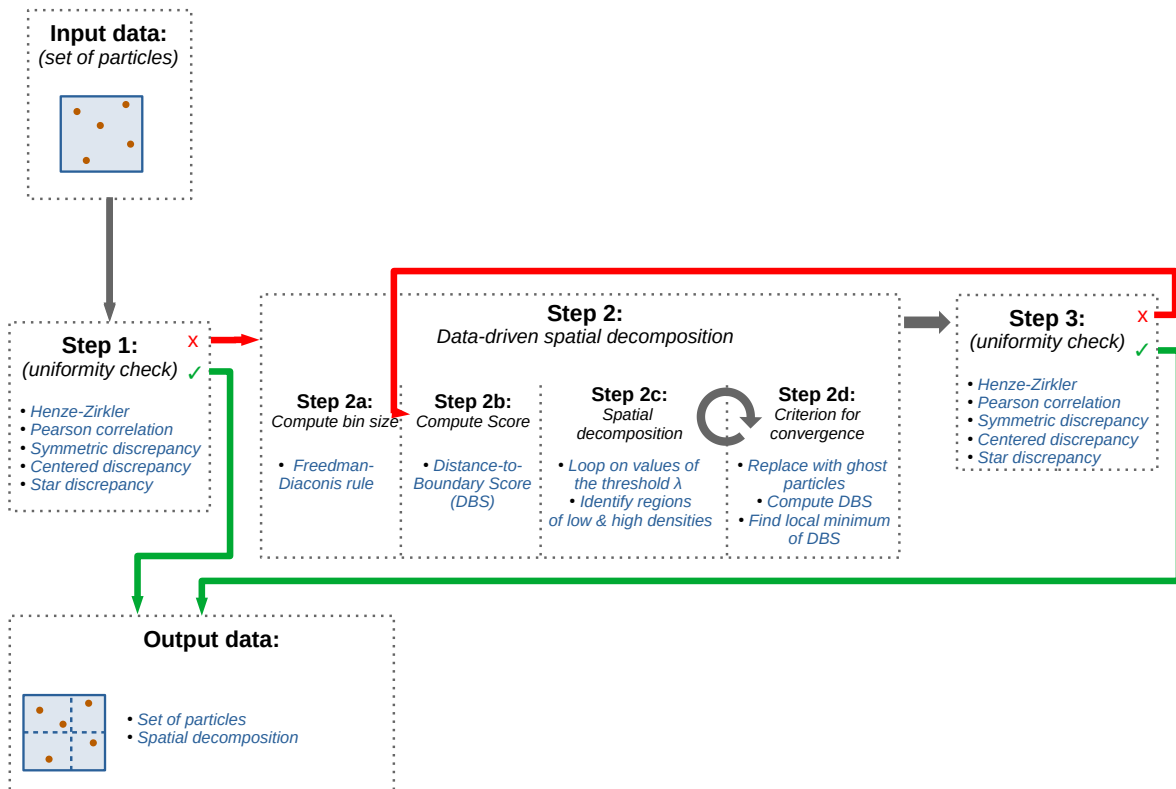 Input data:
(set of particles)
Step 1:
(uniformity check)
x
✓
• Henze-Zirkler
• Pearson correlation
• Symmetric discrepancy
• Centered discrepancy
• Star discrepancy
Step 2:
Data-driven spatial decomposition
Step 2a:
Compute bin size
• Freedman-
Diaconis rule
Step 2b:
Compute Score
• Distance-to-
Boundary Score
(DBS)
Step 2c:
Spatial
decomposition
• Loop on values of
the threshold λ
• Identify regions
of low & high densities
Step 2d:
Criterion for
convergence
• Replace with ghost
particles
• Compute DBS
• Find local minimum
of DBS
Step 3:
(uniformity check)
x
✓
• Henze-Zirkler
• Pearson correlation
• Symmetric discrepancy
• Centered discrepancy
• Star discrepancy
Output data:
• Set of particles
• Spatial decomposition